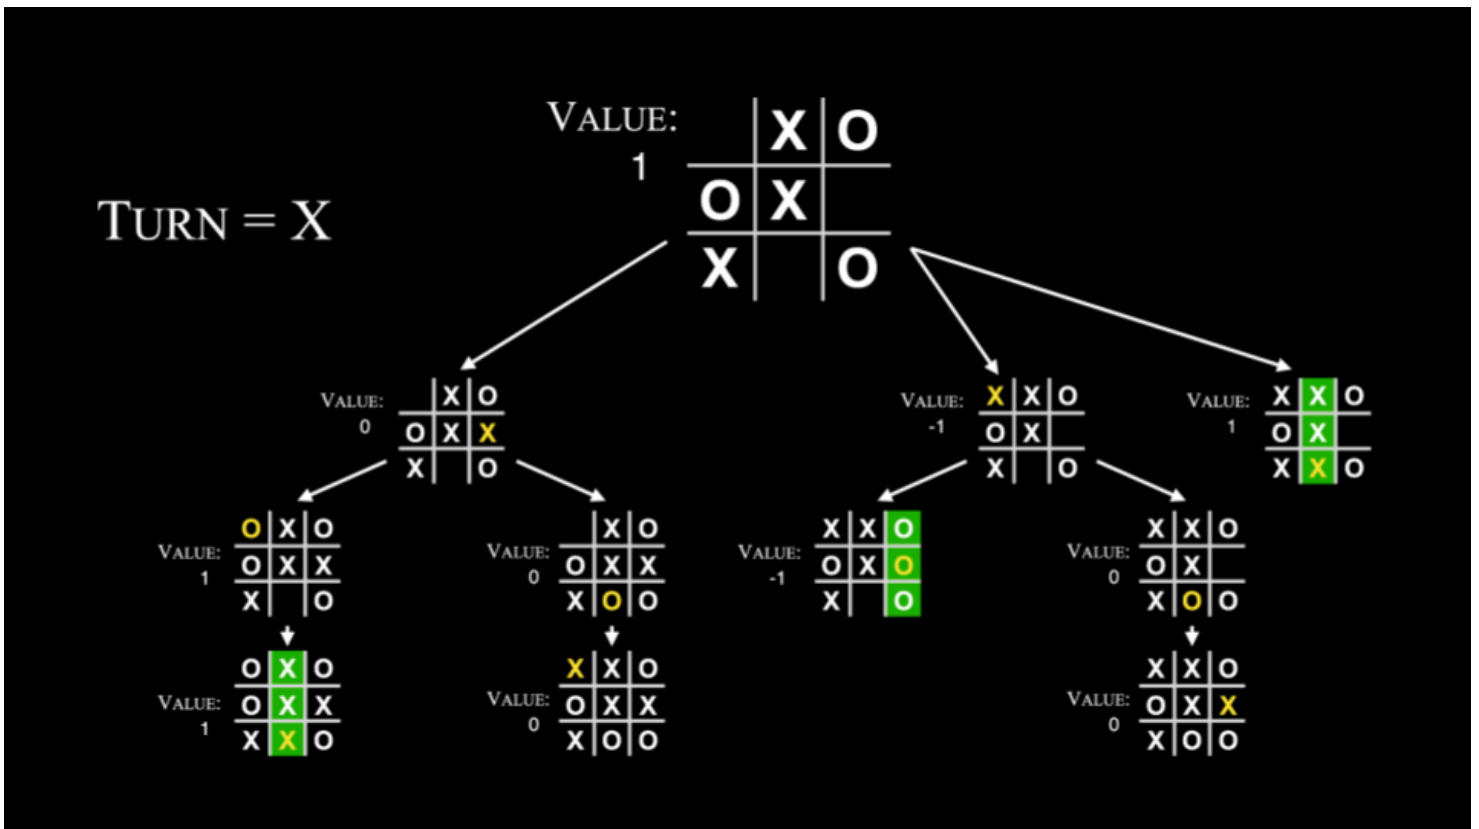 VALUE:
1
TURN = X
X O
O X
X O
VALUE:
0
X O
O X X
X O
VALUE:
-1
X X O
O X
X O
VALUE:
1
X X O
O X
X X O
VALUE:
1
O X O
O X X
X O
VALUE:
0
X O
O X X
X O O
VALUE:
-1
X X O
O X O
X O
VALUE:
0
X X O
O X
X O O
VALUE:
1
O X O
O X X
X X O
VALUE:
0
X X O
O X X
X O O
VALUE:
0
X X O
O X X
X O O